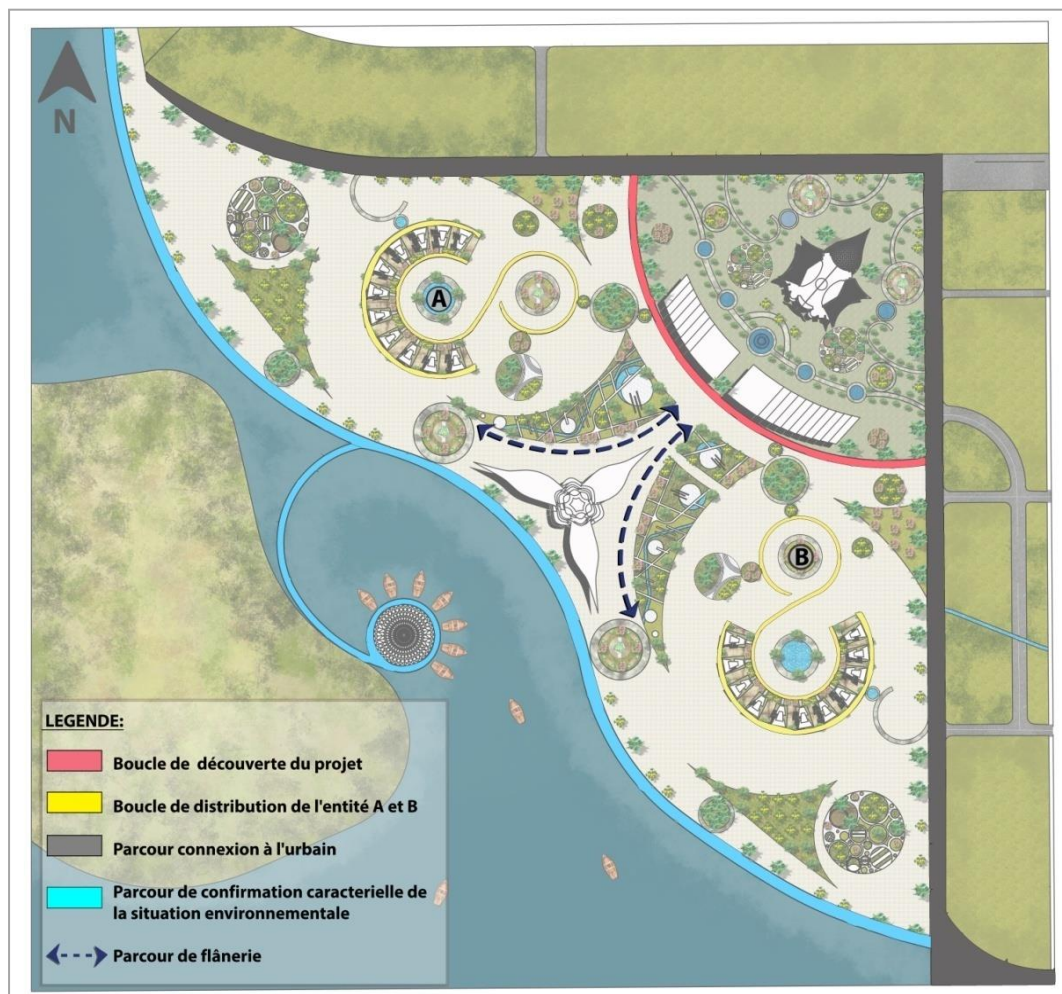 N
A
B
LEGENDE:
Boucle de découverte du projet
Boucle de distribution de l'entité A et B
Parcour connexion à l'urbain
Parcour de confirmation caracterielle de
la situation environnementale
Parcour de flânerie